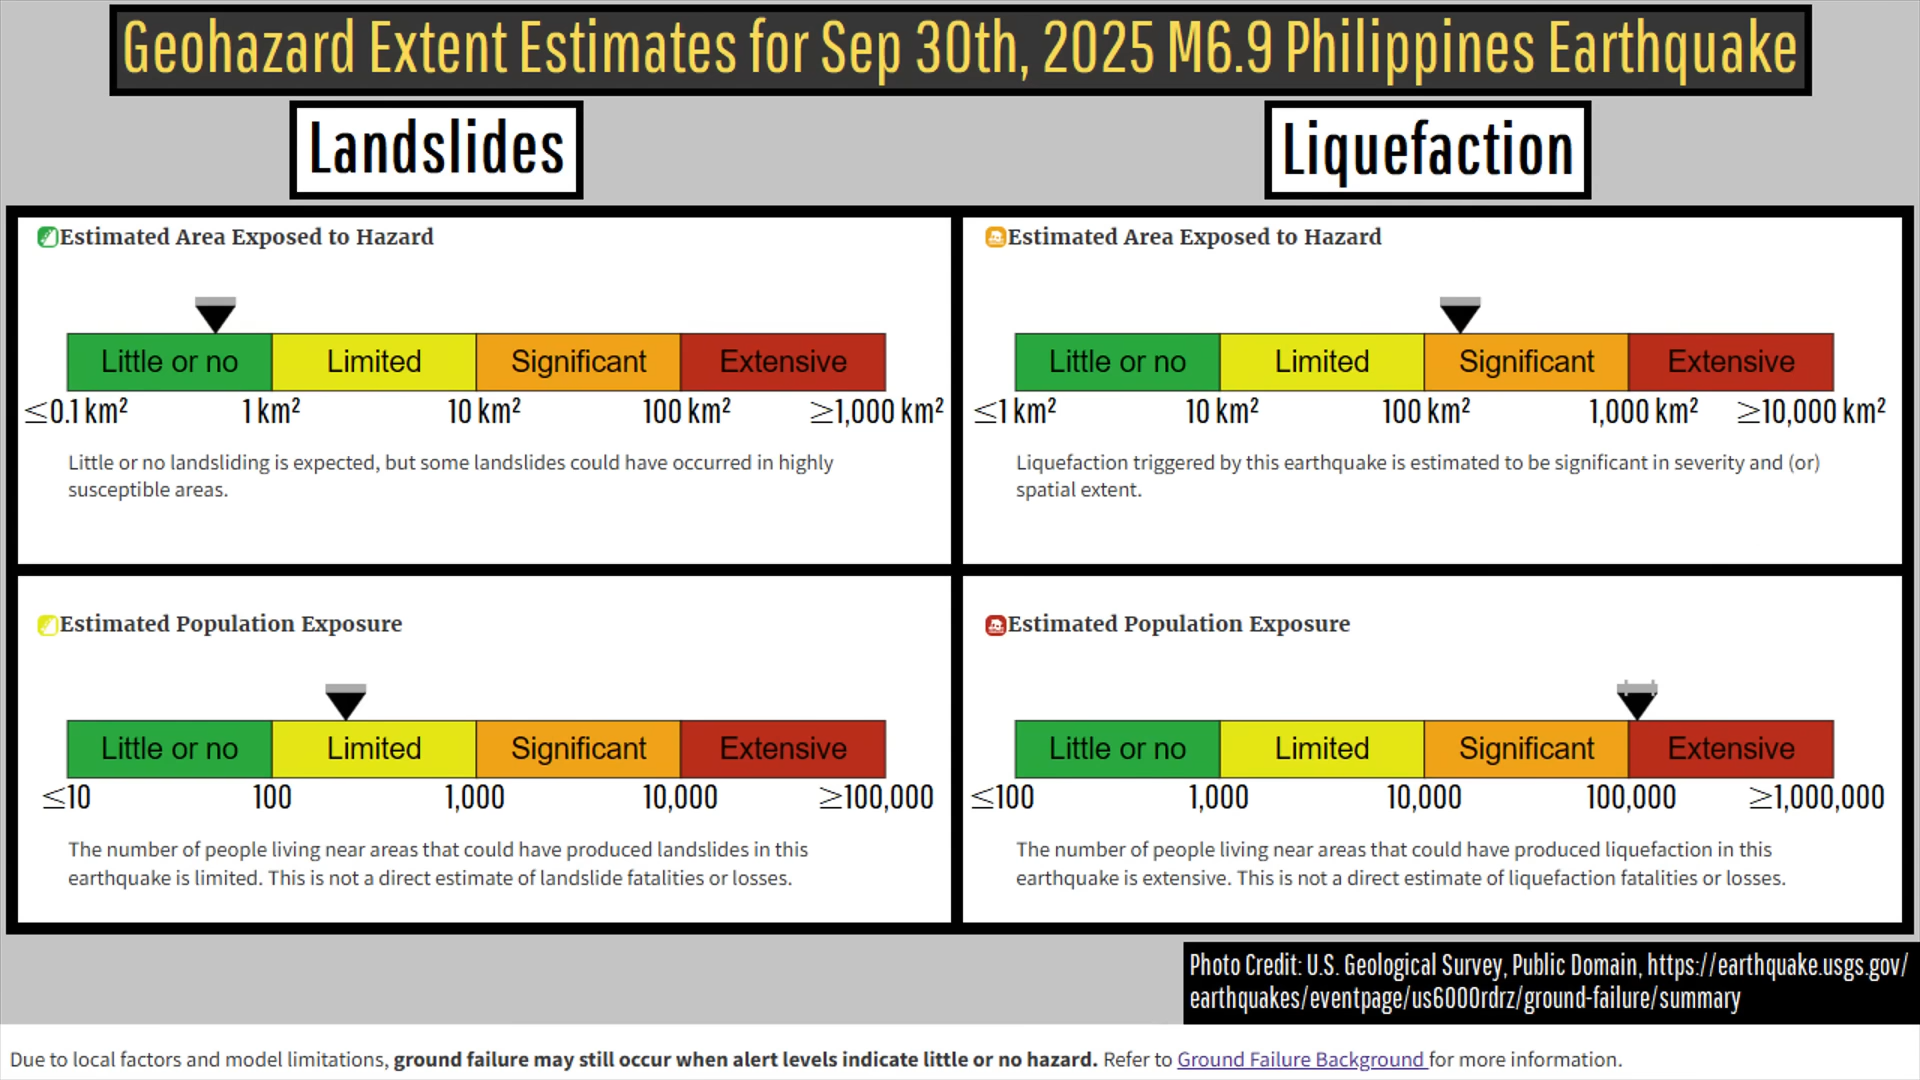 Geohazard Extent Estimates for Sep 30th, 2025 M6.9 Philippines Earthquake
Landslides
Liquefaction
Estimated Area Exposed to Hazard
Little or no Limited Significant Extensive
≤0.1 km² 1 km² 10 km² 100 km² ≥1,000 km²
Little or no landsliding is expected, but some landslides could have occurred in highly
susceptible areas.
Estimated Area Exposed to Hazard
Little or no Limited Significant Extensive
≤1 km² 10 km² 100 km² 1,000 km² ≥10,000 km²
Liquefaction triggered by this earthquake is estimated to be significant in severity and (or)
spatial extent.
Estimated Population Exposure
Little or no Limited Significant Extensive
≤10 100 1,000 10,000 ≥100,000
The number of people living near areas that could have produced landslides in this
earthquake is limited. This is not a direct estimate of landslide fatalities or losses.
Estimated Population Exposure
Little or no Limited Significant Extensive
≤100 1,000 10,000 100,000 ≥1,000,000
The number of people living near areas that could have produced liquefaction in this
earthquake is extensive. This is not a direct estimate of liquefaction fatalities or losses.
Photo Credit: U.S. Geological Survey, Public Domain, https://earthquake.usgs.gov/
earthquakes/eventpage/us6000rdrz/ground-failure/summary
Due to local factors and model limitations, ground failure may still occur when alert levels indicate little or no hazard. Refer to Ground Failure Background for more information.